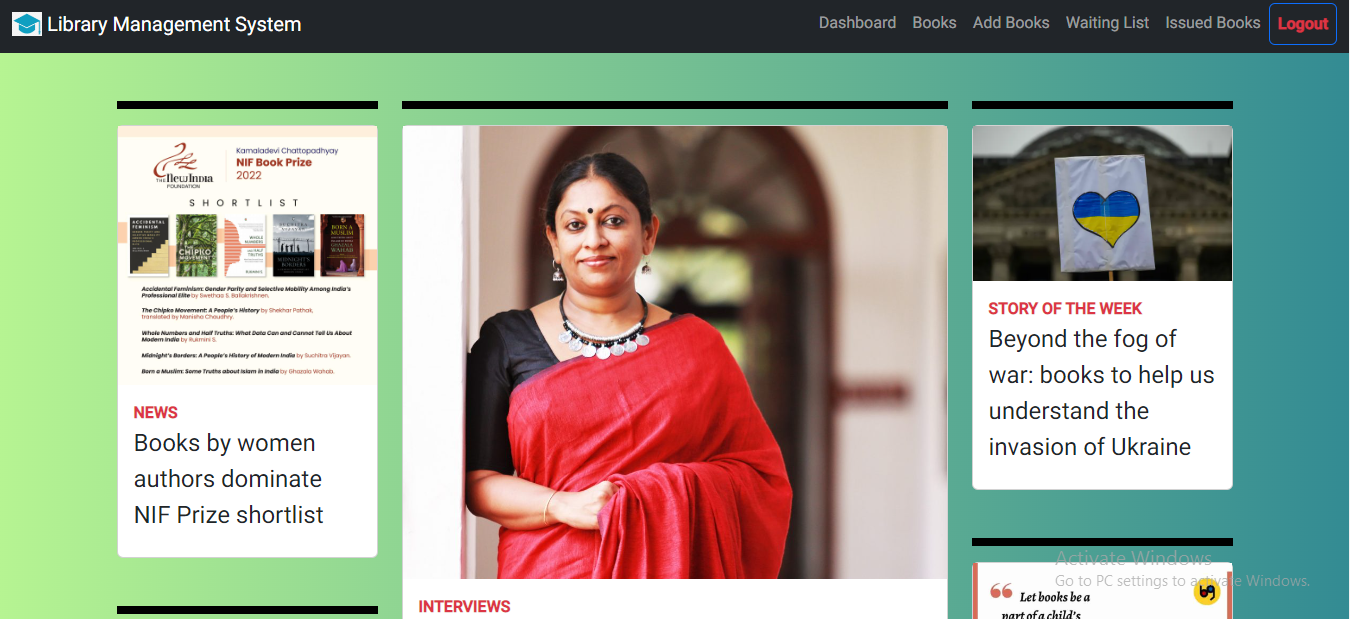 Library Management System
Dashboard Books Add Books Waiting List Issued Books Logout
THE New India
FOUNDATION
Kamaladevi Chattopadhyay
NIF Book Prize
2022
SHORTLIST
ACCIDENTAL
FEMINISM
CHIPKO
MOVEMENT
WHOLE
NUMBERS
AND HALF
TRUTHS
RUKMINI S.
MIDNIGHT'S
BORDERS
BORN A
MUSLIM
GHAZALA
WAHAB
Accidental Feminism: Gender Parity and Selective Mobility Among India's
Professional Elite by Swethaa S. Ballakrishnen.
The Chipko Movement: A People's History by Shekhar Pathak,
translated by Manisha Chaudhry.
Whole Numbers and Half Truths: What Data Can and Cannot Tell Us About
Modern India by Rukmini S.
Midnight's Borders: A People's History of Modern India by Suchitra Vijayan.
Born a Muslim: Some Truths about Islam in India by Ghazala Wahab.
NEWS
Books by women
authors dominate
NIF Prize shortlist
INTERVIEWS
STORY OF THE WEEK
Beyond the fog of
war: books to help us
understand the
invasion of Ukraine
Activate Windows
Go to PC settings to activate Windows.
“ Let books be a
part of a child's